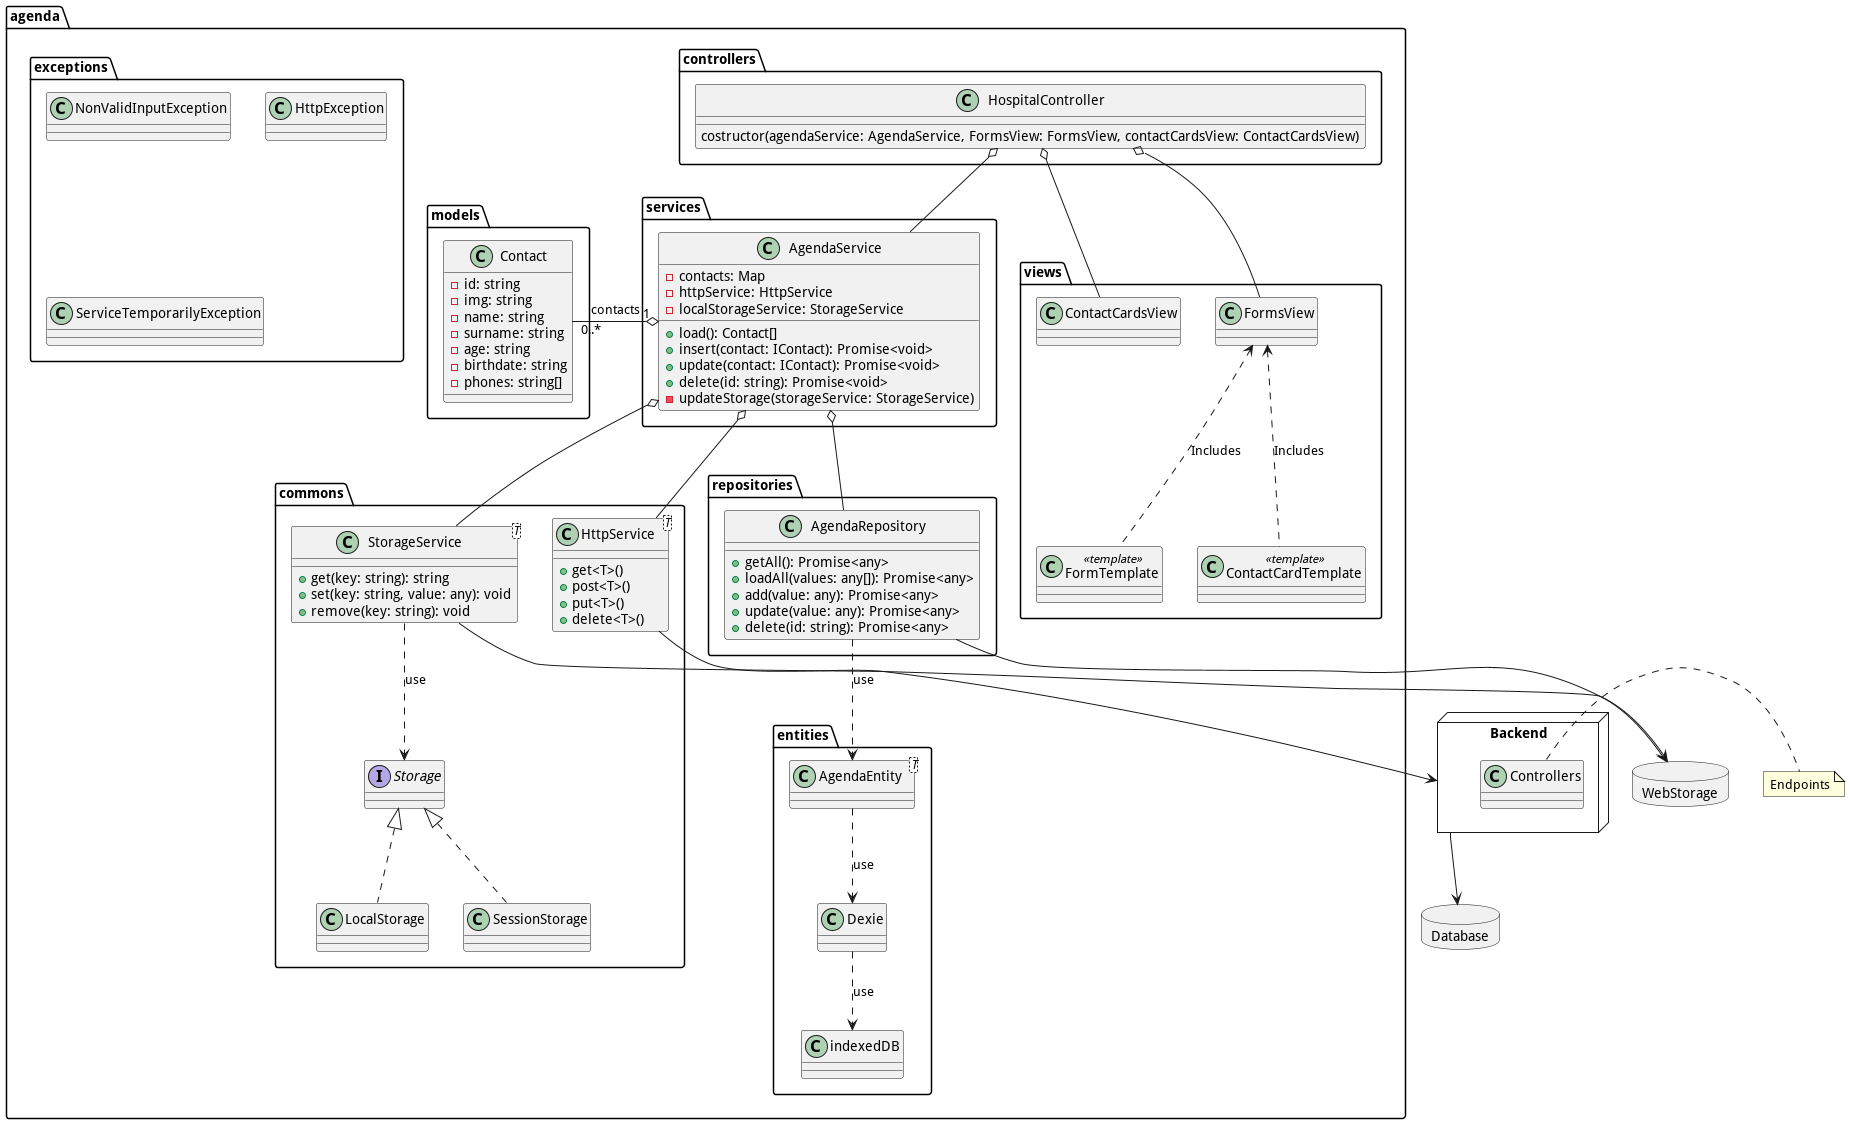 agenda
exceptions
C NonValidInputException
C HttpException
C ServiceTemporarilyException
controllers
C HospitalController
costructor(agendaService: AgendaService, FormsView: FormsView, contactCardsView: ContactCardsView)
models
C Contact
id: string
img: string
name: string
surname: string
age: string
birthdate: string
phones: string[]
contacts
0..*
1
services
C AgendaService
contacts: Map
httpService: HttpService
localStorageService: StorageService
load(): Contact[]
insert(contact: IContact): Promise<void>
update(contact: IContact): Promise<void>
delete(id: string): Promise<void>
updateStorage(storageService: StorageService)
views
C ContactCardsView
C FormsView
Includes
Includes
C «template»
FormTemplate
C «template»
ContactCardTemplate
commons
C StorageService T
get(key: string): string
set(key: string, value: any): void
remove(key: string): void
C HttpService T
get<T>()
post<T>()
put<T>()
delete<T>()
use
I Storage
C LocalStorage
C SessionStorage
repositories
C AgendaRepository
getAll(): Promise<any>
loadAll(values: any[]): Promise<any>
add(value: any): Promise<any>
update(value: any): Promise<any>
delete(id: string): Promise<any>
use
entities
C AgendaEntity T
use
C Dexie
use
C indexedDB
Backend
C Controllers
WebStorage
Endpoints
Database